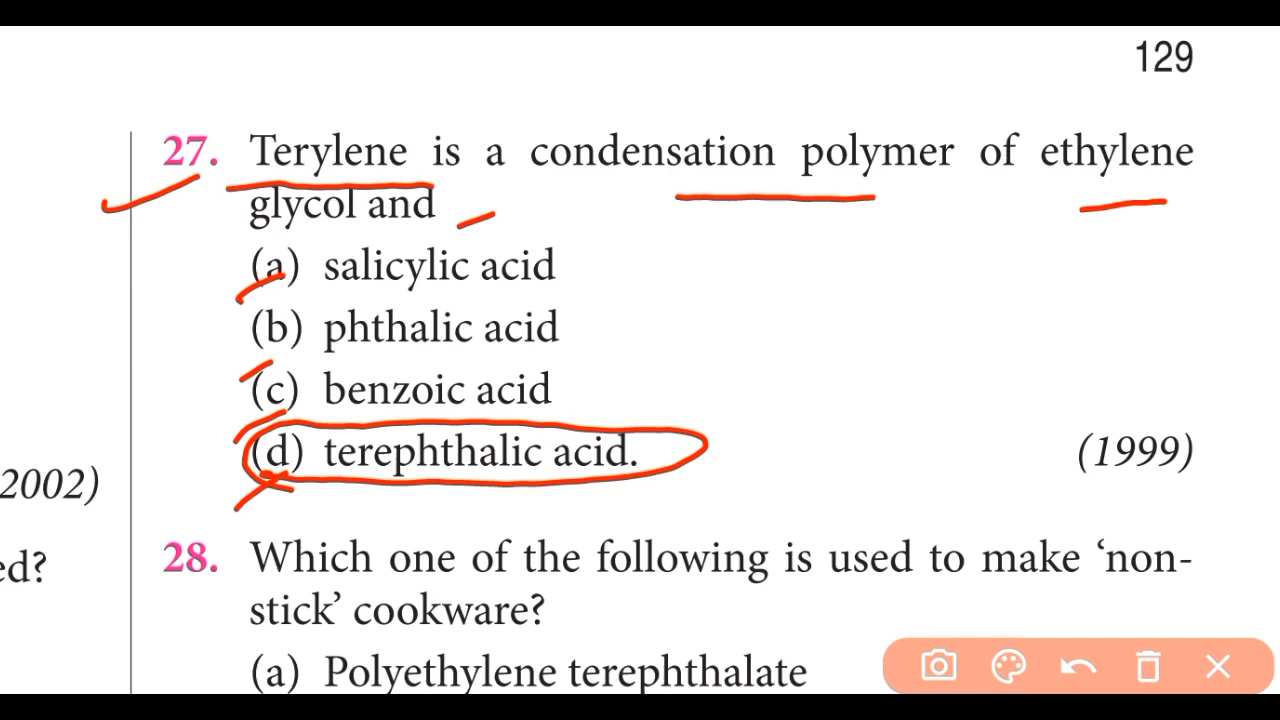 129
27. Terylene is a condensation polymer of ethylene
glycol and
(a) salicylic acid
(b) phthalic acid
(c) benzoic acid
(d) terephthalic acid. (1999)
2002)
ed?
28. Which one of the following is used to make ‘non-
stick’ cookware?
(a) Polyethylene terephthalate